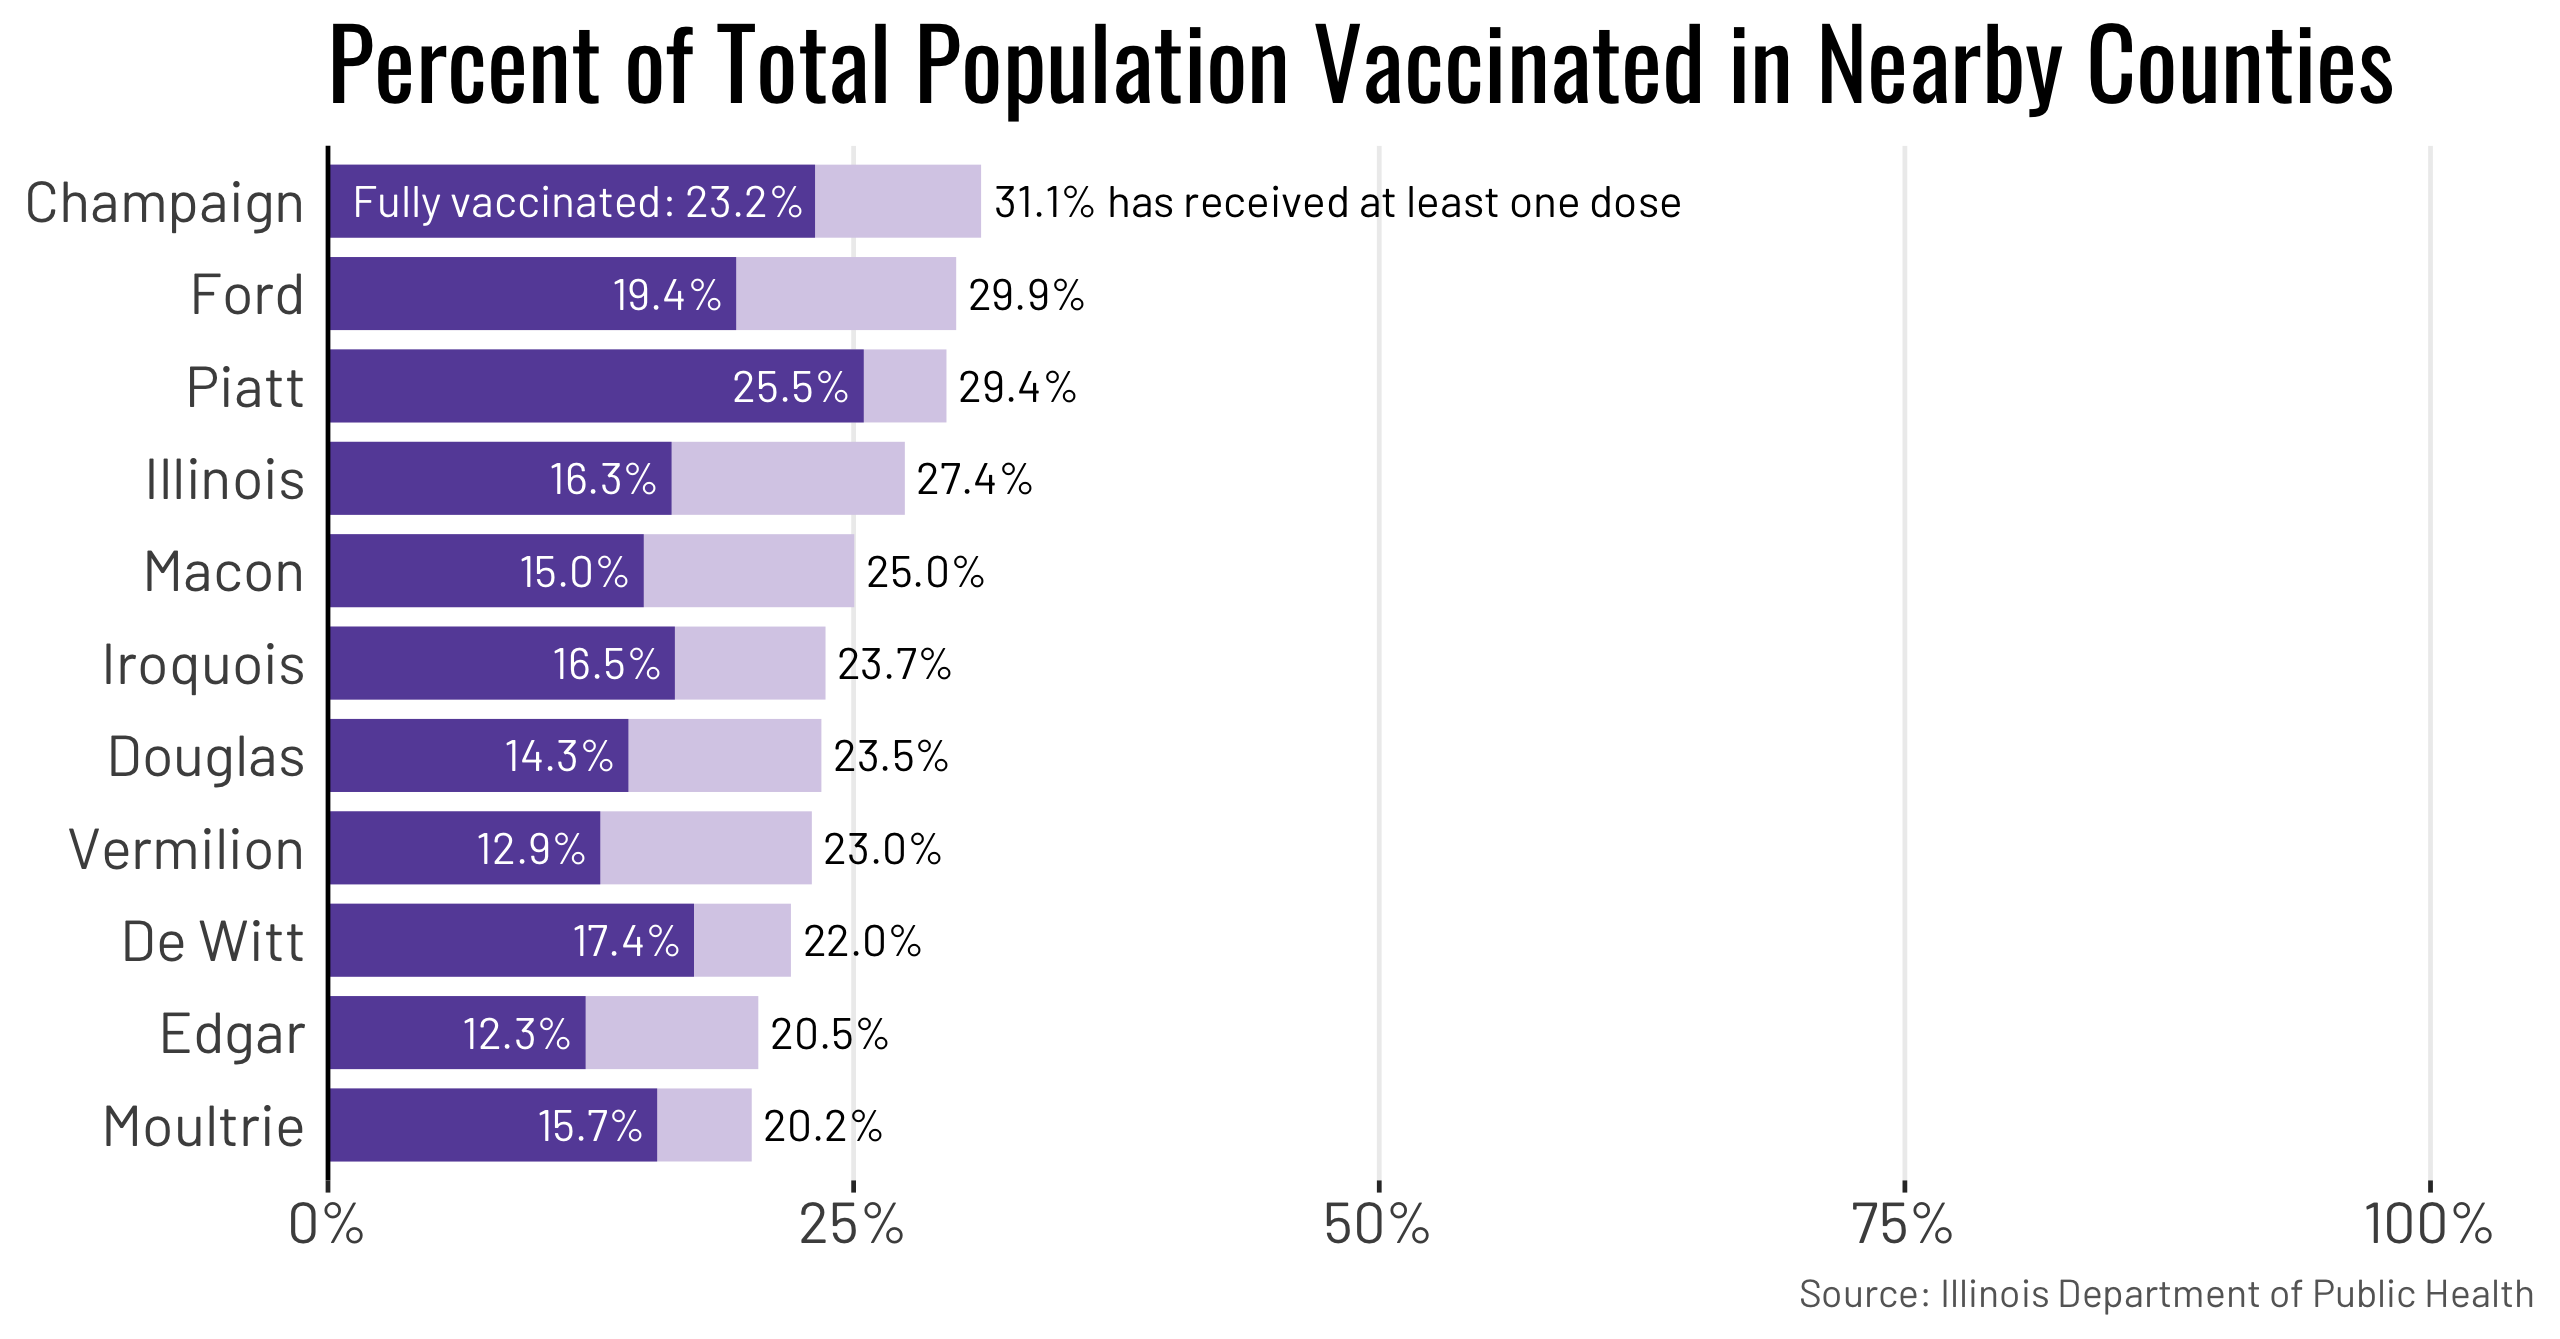 Percent of Total Population Vaccinated in Nearby Counties
Champaign Fully vaccinated: 23.2% 31.1% has received at least one dose
Ford 19.4% 29.9%
Piatt 25.5% 29.4%
Illinois 16.3% 27.4%
Macon 15.0% 25.0%
Iroquois 16.5% 23.7%
Douglas 14.3% 23.5%
Vermilion 12.9% 23.0%
De Witt 17.4% 22.0%
Edgar 12.3% 20.5%
Moultrie 15.7% 20.2%
0% 25% 50% 75% 100%
Source: Illinois Department of Public Health